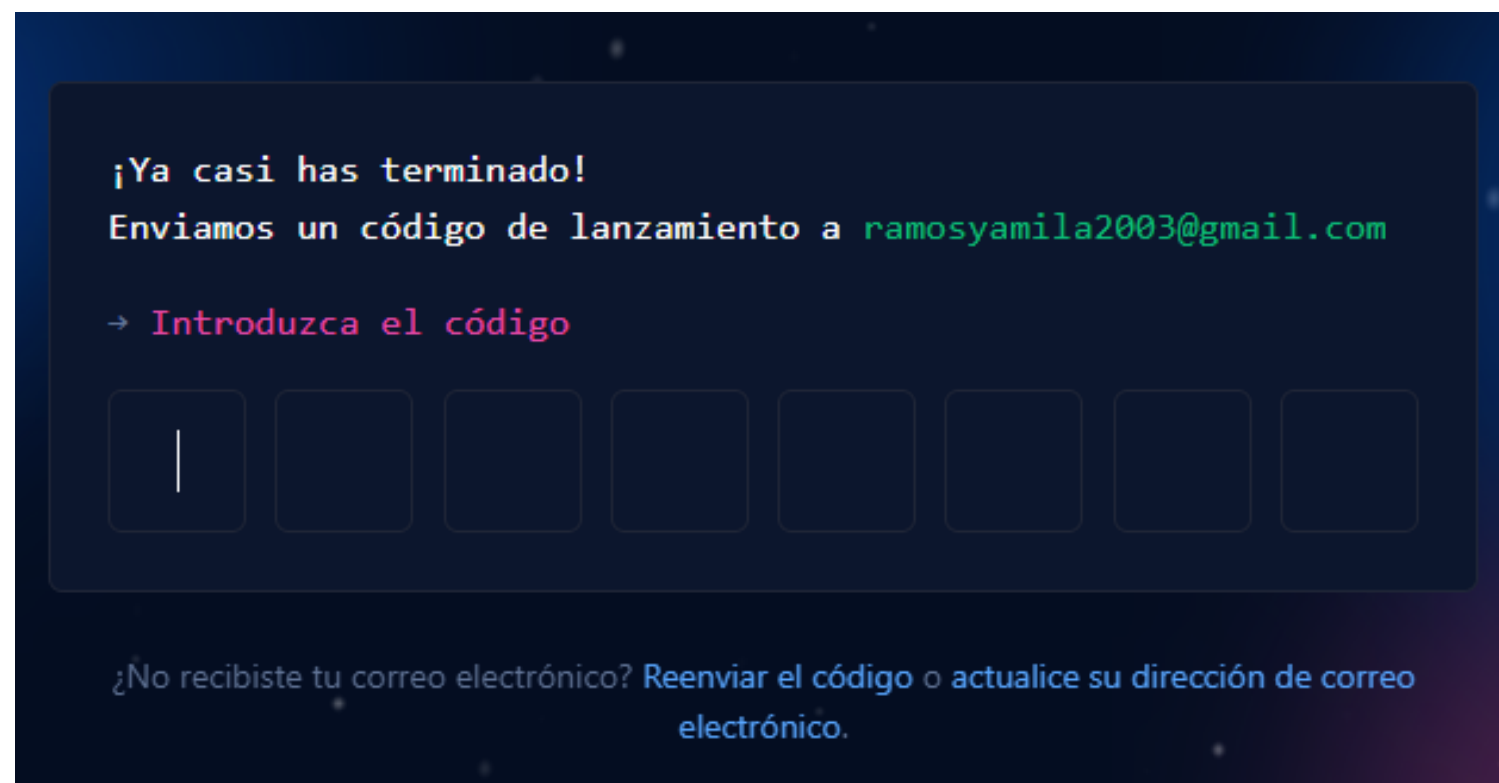 ¡Ya casi has terminado!
Enviamos un código de lanzamiento a ramosyamila2003@gmail.com
→ Introduzca el código
¿No recibiste tu correo electrónico? Reenviar el código o actualice su dirección de correo
electrónico.